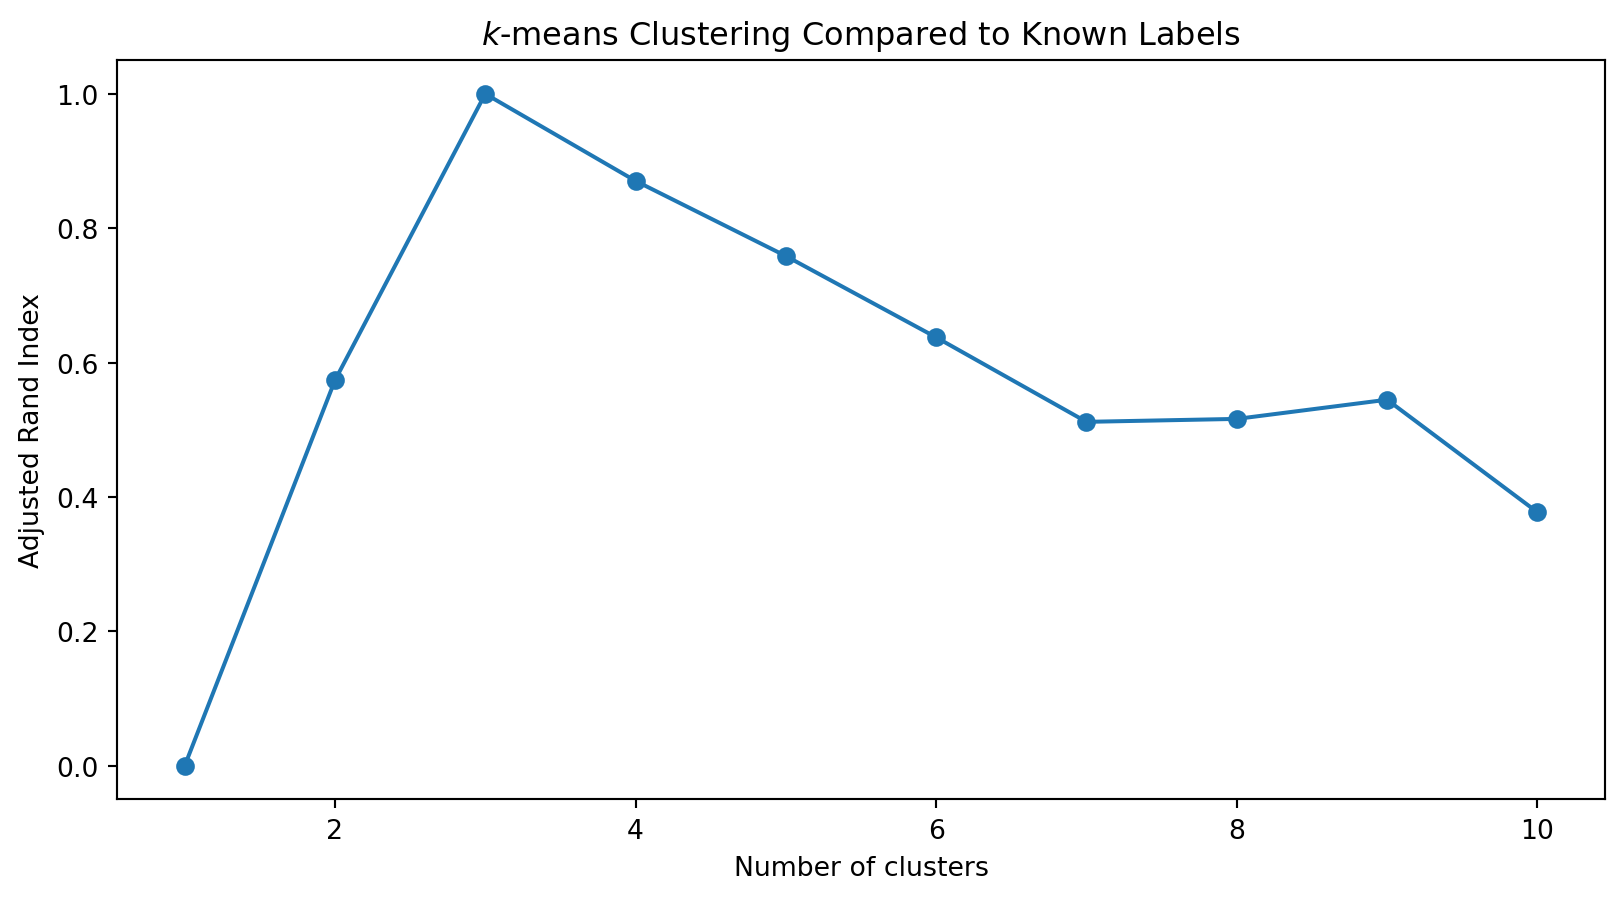 k-means Clustering Compared to Known Labels
Adjusted Rand Index
1.0
0.8
0.6
0.4
0.2
0.0
2 4 6 8 10
Number of clusters